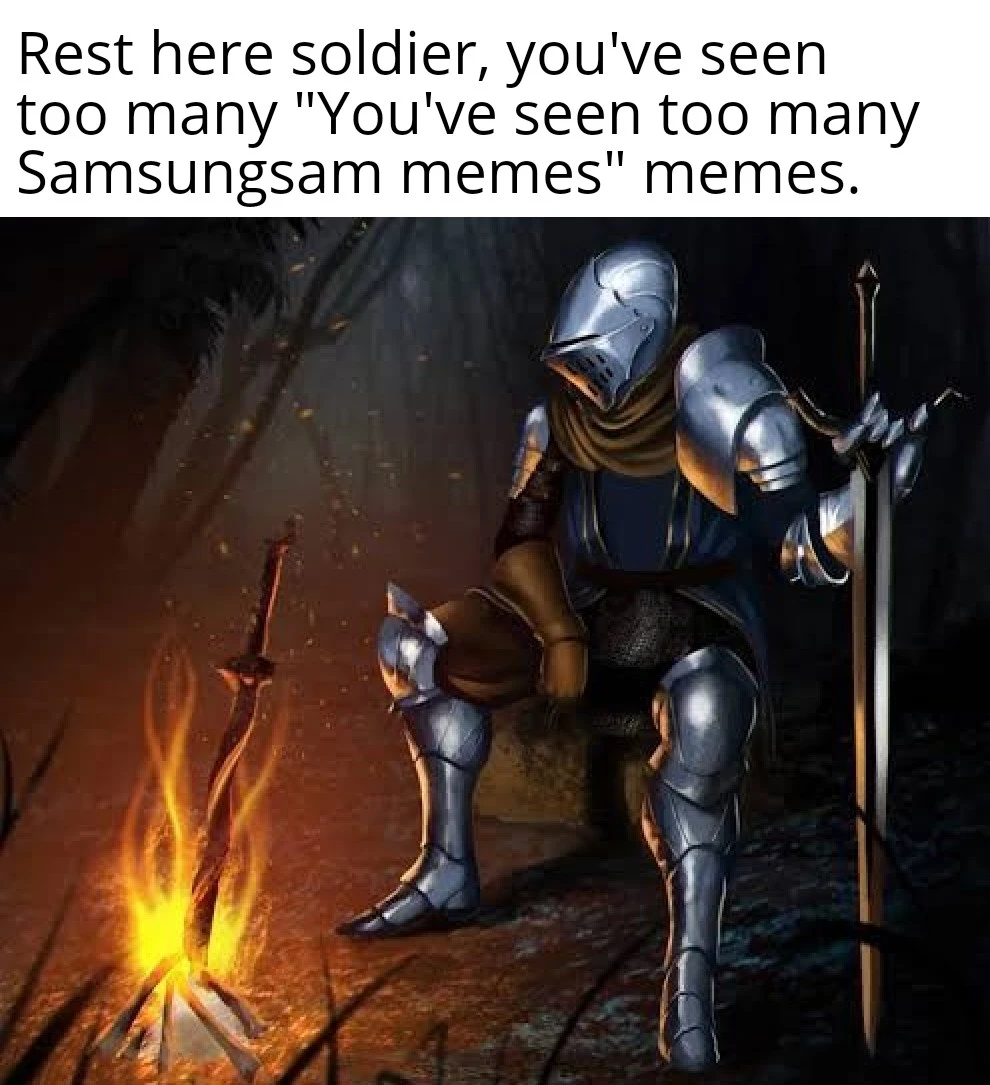 Rest here soldier, you've seen
too many "You've seen too many
Samsungsam memes" memes.